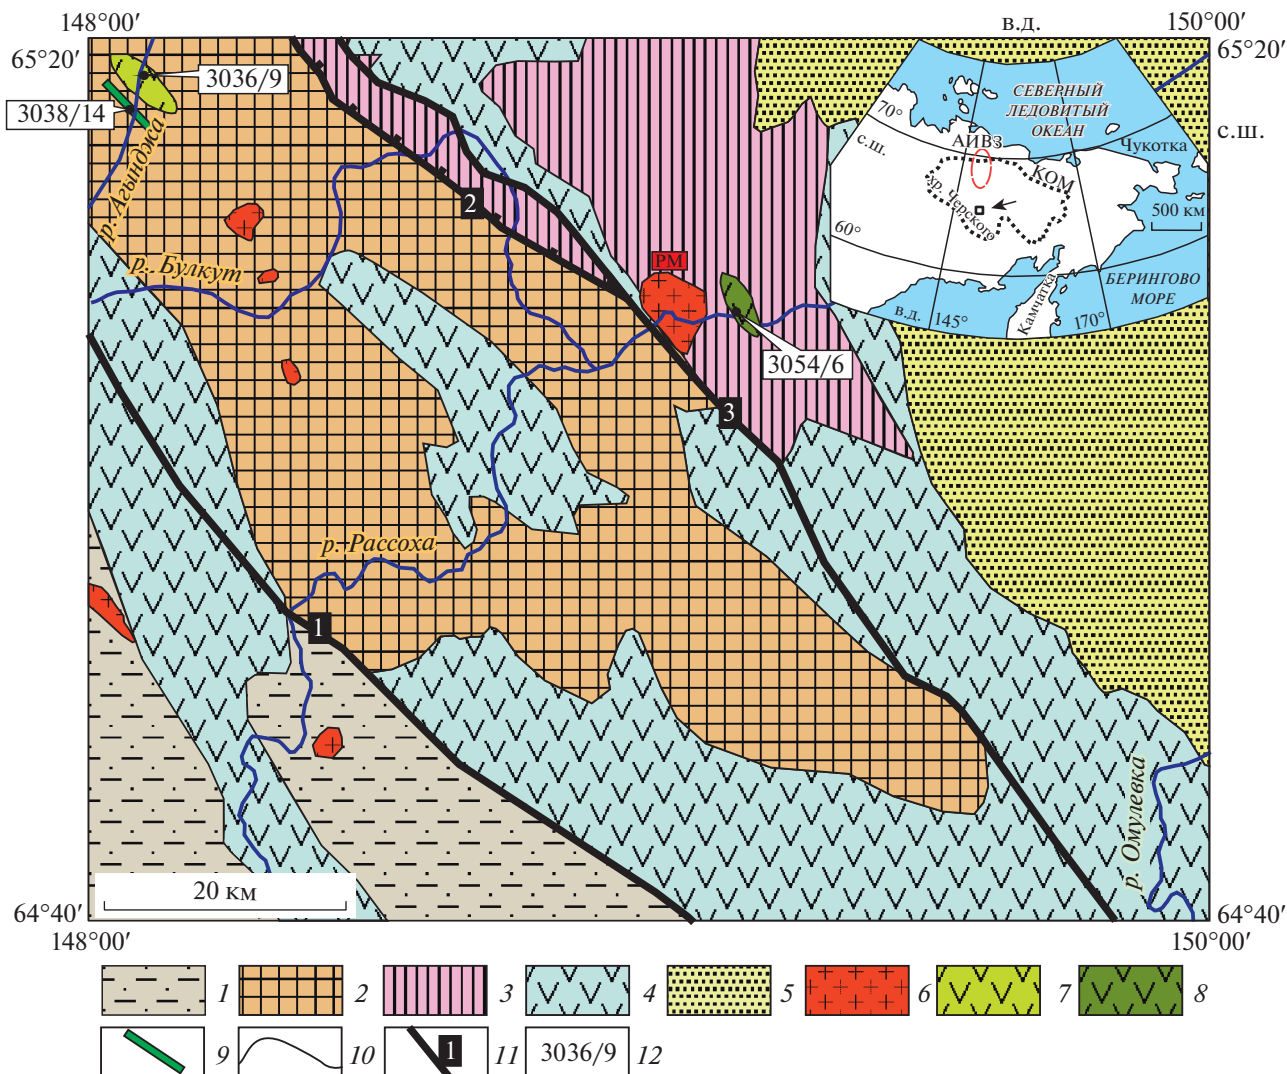 148°00′
в.д.
150°00′
65°20′
65°20′
с.ш.
3036/9
3038/14
р. Агынджа
р. Булкут
2
РМ
3054/6
3
р. Рассоха
1
р. Омулевка
СЕВЕРНЫЙ
ЛЕДОВИТЫЙ
ОКЕАН
70°
с.ш.
АИВЗ
Чукотка
КОМ
хр. Черского
500 км
60°
БЕРИНГОВО
МОРЕ
Камчатка
в.д.
145°
170°
20 км
64°40′
64°40′
148°00′
150°00′
1
2
3
4
5
6
7
8
9
10
1
11
3036/9
12